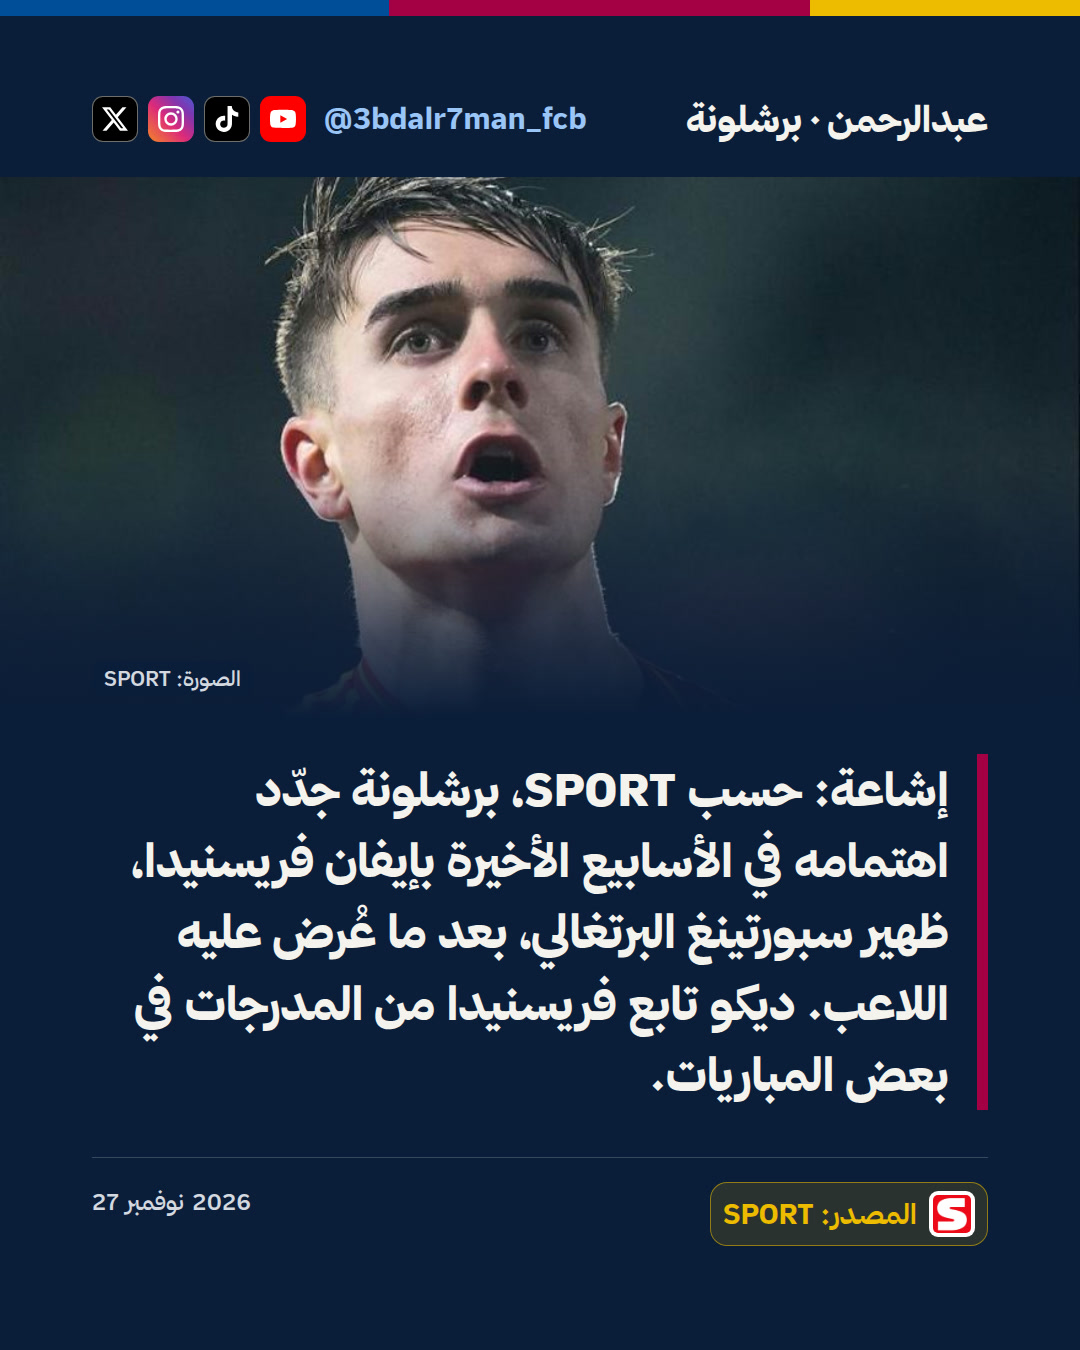 عبدالرحمن · برشلونة
@3bdalr7man_fcb
الصورة: SPORT
إشاعة: حسب SPORT، برشلونة جدّد
اهتمامه في الأسابيع الأخيرة بإيفان فريسنيدا،
ظهير سبورتينغ البرتغالي، بعد ما عُرض عليه
اللاعب. ديكو تابع فريسنيدا من المدرجات في
بعض المباريات.
المصدر: SPORT
27 نوفمبر 2026